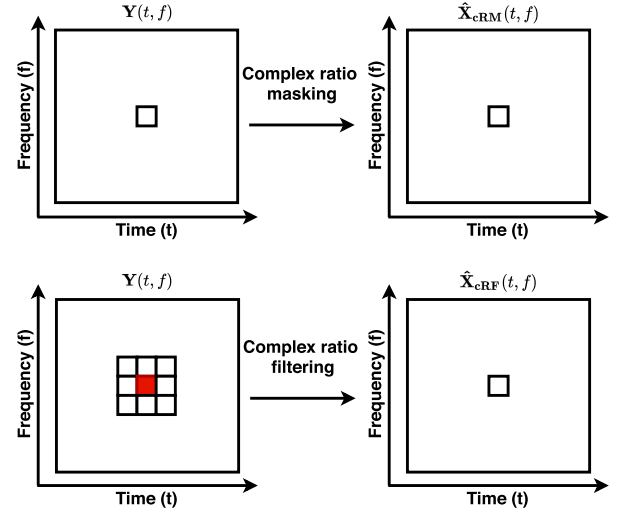 Y(t, f)
X̂cRM(t, f)
Frequency (f)
Complex ratio
masking
Frequency (f)
Time (t)
Time (t)
Y(t, f)
X̂cRF(t, f)
Frequency (f)
Complex ratio
filtering
Frequency (f)
Time (t)
Time (t)